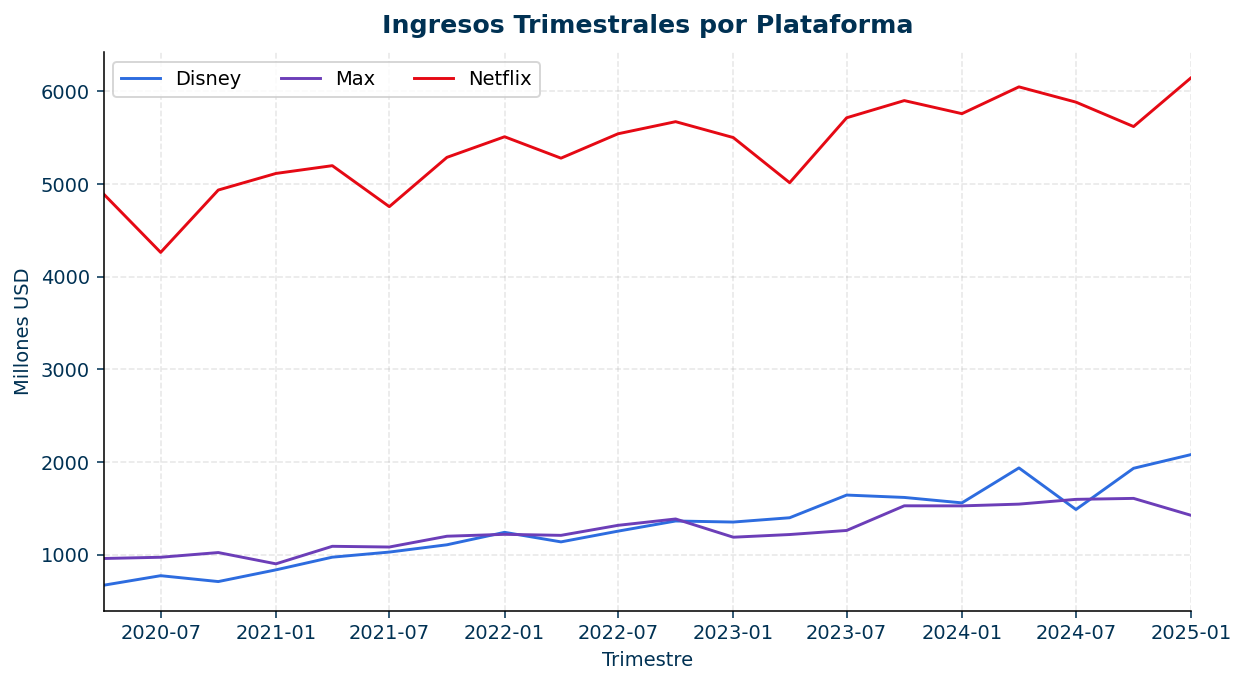 Ingresos Trimestrales por Plataforma
Disney Max Netflix
6000
5000
4000
3000
2000
1000
Millones USD
2020-07 2021-01 2021-07 2022-01 2022-07 2023-01 2023-07 2024-01 2024-07 2025-01
Trimestre